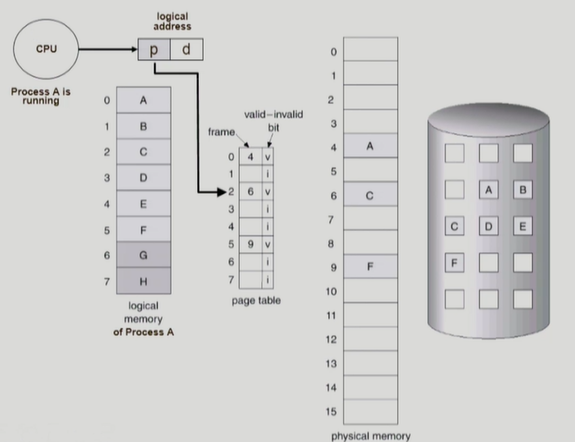 logical
address
CPU
p d
Process A is
running
0 A
1 B
2 C
3 D
4 E
5 F
6 G
7 H
logical
memory
of Process A
valid–invalid
bit
frame
0 4 v
1 i
2 6 v
3 i
4 i
5 9 v
6 i
7 i
page table
0
1
2
3
4 A
5
6 C
7
8
9 F
10
11
12
13
14
15
physical memory
A B
C D E
F